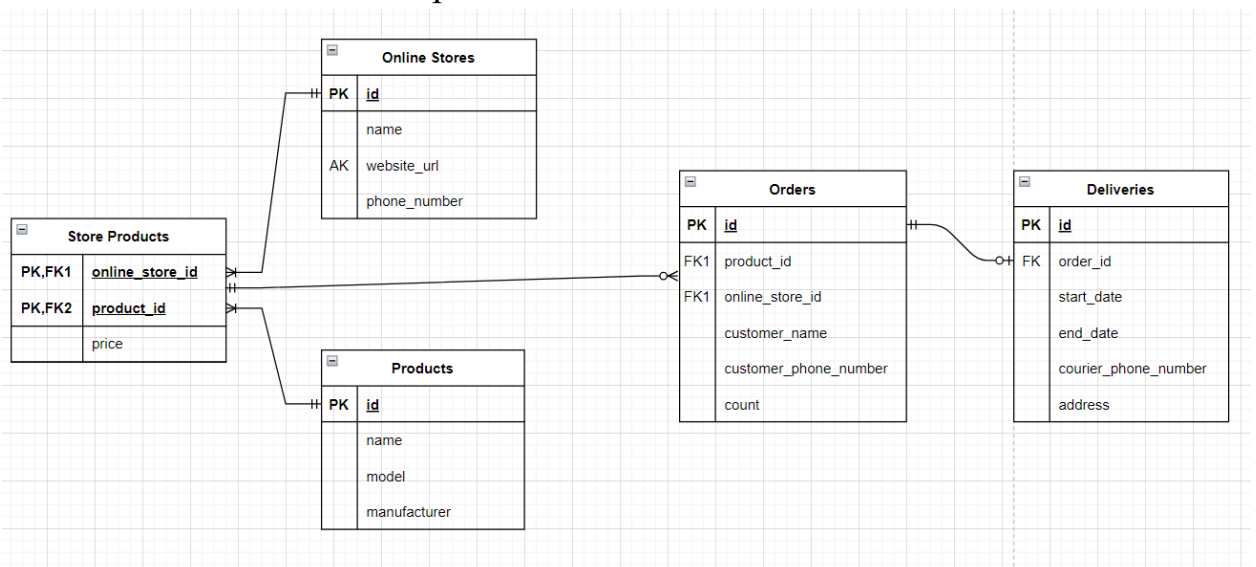 Online Stores
PK id
name
AK website_url
phone_number
Store Products
PK,FK1 online_store_id
PK,FK2 product_id
price
Products
PK id
name
model
manufacturer
Orders
PK id
FK1 product_id
FK1 online_store_id
customer_name
customer_phone_number
count
Deliveries
PK id
FK order_id
start_date
end_date
courier_phone_number
address